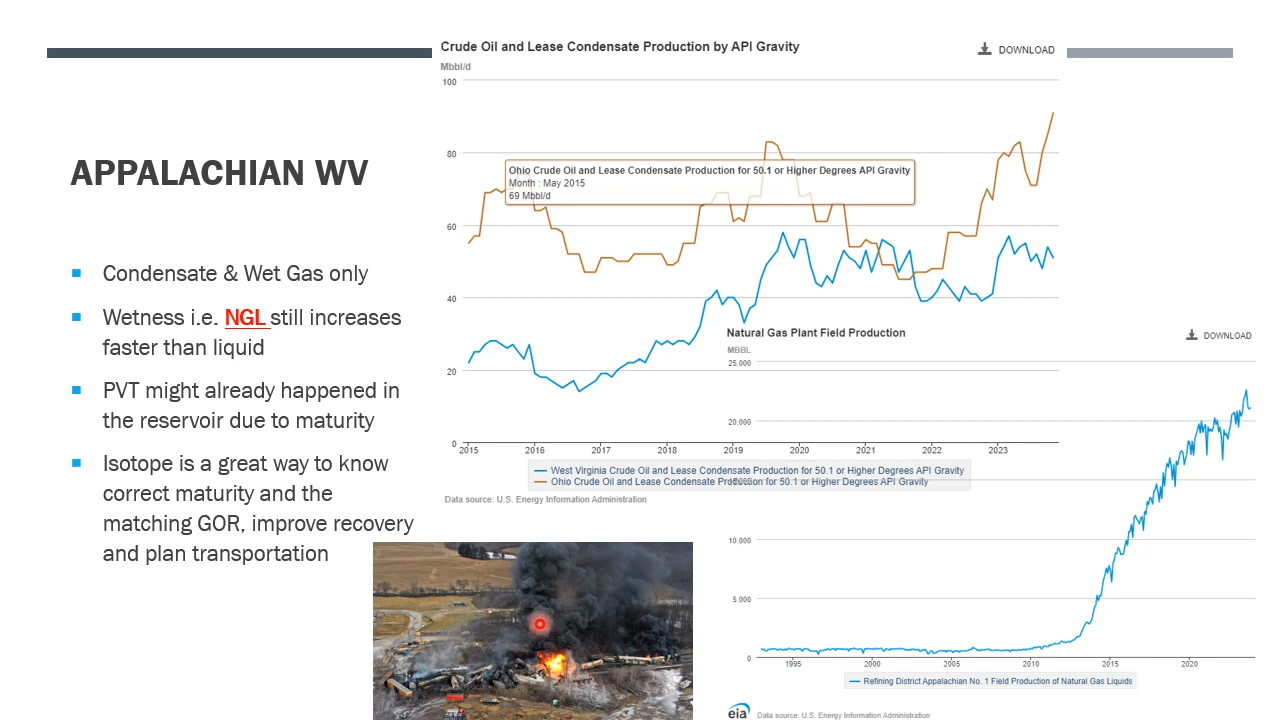 Crude Oil and Lease Condensate Production by API Gravity
DOWNLOAD
Mbbl/d
100
80
60
40
20
0
Ohio Crude Oil and Lease Condensate Production for 50.1 or Higher Degrees API Gravity
Month : May 2015
69 Mbbl/d
2015 2016 2017 2018 2019 2020 2021 2022 2023
West Virginia Crude Oil and Lease Condensate Production for 50.1 or Higher Degrees API Gravity
Ohio Crude Oil and Lease Condensate Production for 50.1 or Higher Degrees API Gravity
Data source: U.S. Energy Information Administration
APPALACHIAN WV
Condensate & Wet Gas only
Wetness i.e. NGL still increases
faster than liquid
PVT might already happened in
the reservoir due to maturity
Isotope is a great way to know
correct maturity and the
matching GOR, improve recovery
and plan transportation
Natural Gas Plant Field Production
DOWNLOAD
MBBL
25,000
20,000
10,000
5,000
0
1995 2000 2005 2010 2015 2020
Refining District Appalachian No. 1 Field Production of Natural Gas Liquids
eia Data source: U.S. Energy Information Administration